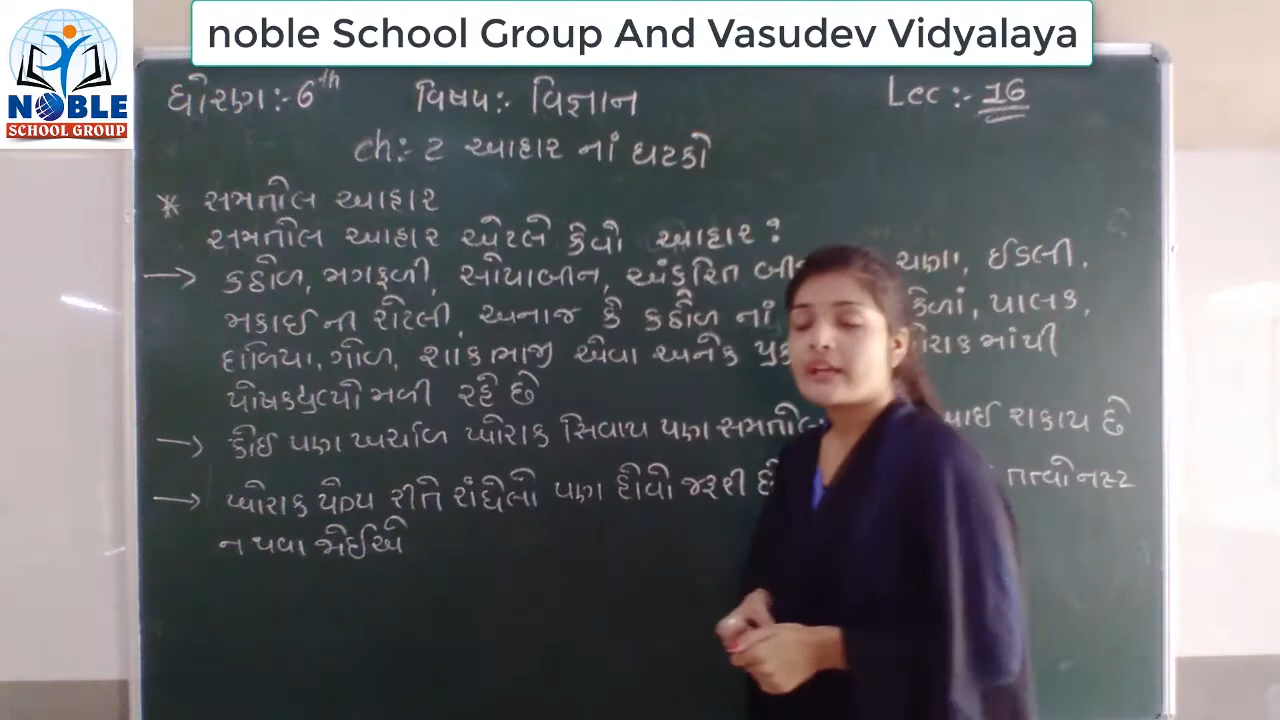 noble School Group And Vasudev Vidyalaya
NOBLE
SCHOOL GROUP
ધોરણ:- 6th વિષય:- વિજ્ઞાન Lec:- 16
ch:- 2 આહાર નાં ઘટકો
* સમતોલ આહાર
સમતોલ આહાર એટલે કેવો આહાર?
→ કઠોળ, મગફળી, સોયાબીન, અંકુરિત ચણા, ઈડલી,
મકાઈ ની રોટલી, અનાજ કે કઠોળ નાં કેળાં, પાલક,
દાળિયા, ગોળ, શાકભાજી એવા અનેક માંથી
પોષકમુલ્યો મળી રહે છે
→ કોઈ પણ ખર્ચાળ ખોરાક સિવાય પણ સમતોલ શકાય છે
→ ખોરાક યોગ્ય રીતે રાંધેલો પણ હોવો જરૂરી છે તત્વો નષ્ટ
ન થવા જોઈએ